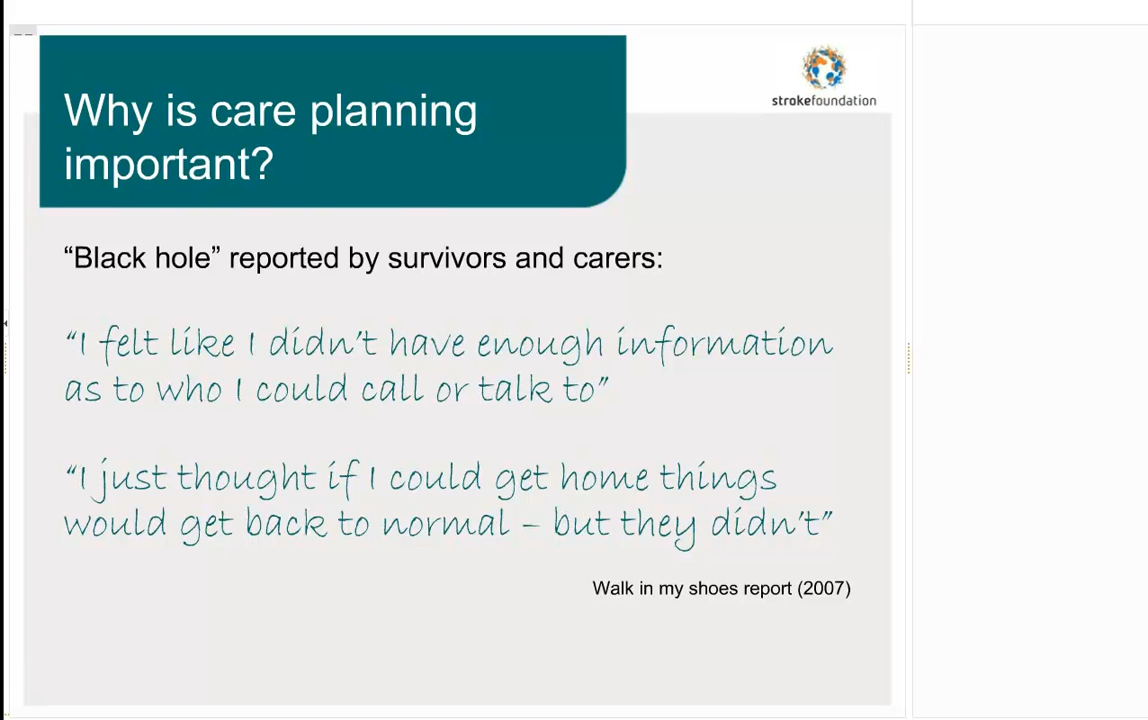 strokefoundation
Why is care planning
important?
“Black hole” reported by survivors and carers:
“I felt like I didn’t have enough information
as to who I could call or talk to”
“I just thought if I could get home things
would get back to normal – but they didn’t”
Walk in my shoes report (2007)